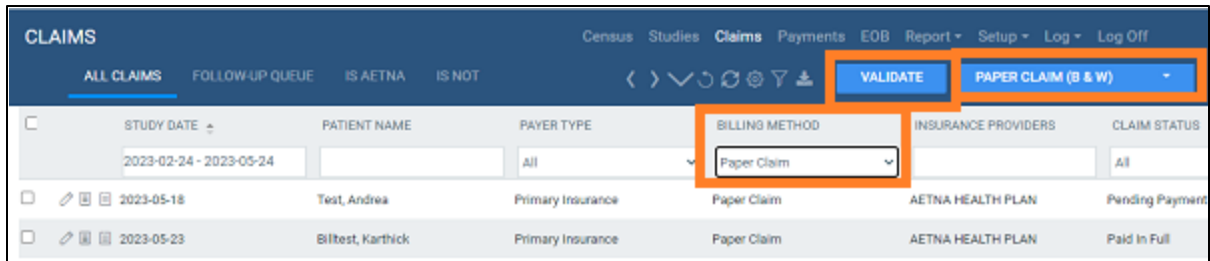 CLAIMS Census Studies Claims Payments EOB Report Setup Log Log Off
ALL CLAIMS FOLLOW-UP QUEUE IS AETNA IS NOT VALIDATE PAPER CLAIM (B & W)
STUDY DATE PATIENT NAME PAYER TYPE BILLING METHOD INSURANCE PROVIDERS CLAIM STATUS
2023-02-24 - 2023-05-24 All Paper Claim All
2023-05-18 Test, Andrea Primary Insurance Paper Claim AETNA HEALTH PLAN Pending Payment
2023-05-23 Billtest, Karthick Primary Insurance Paper Claim AETNA HEALTH PLAN Paid In Full